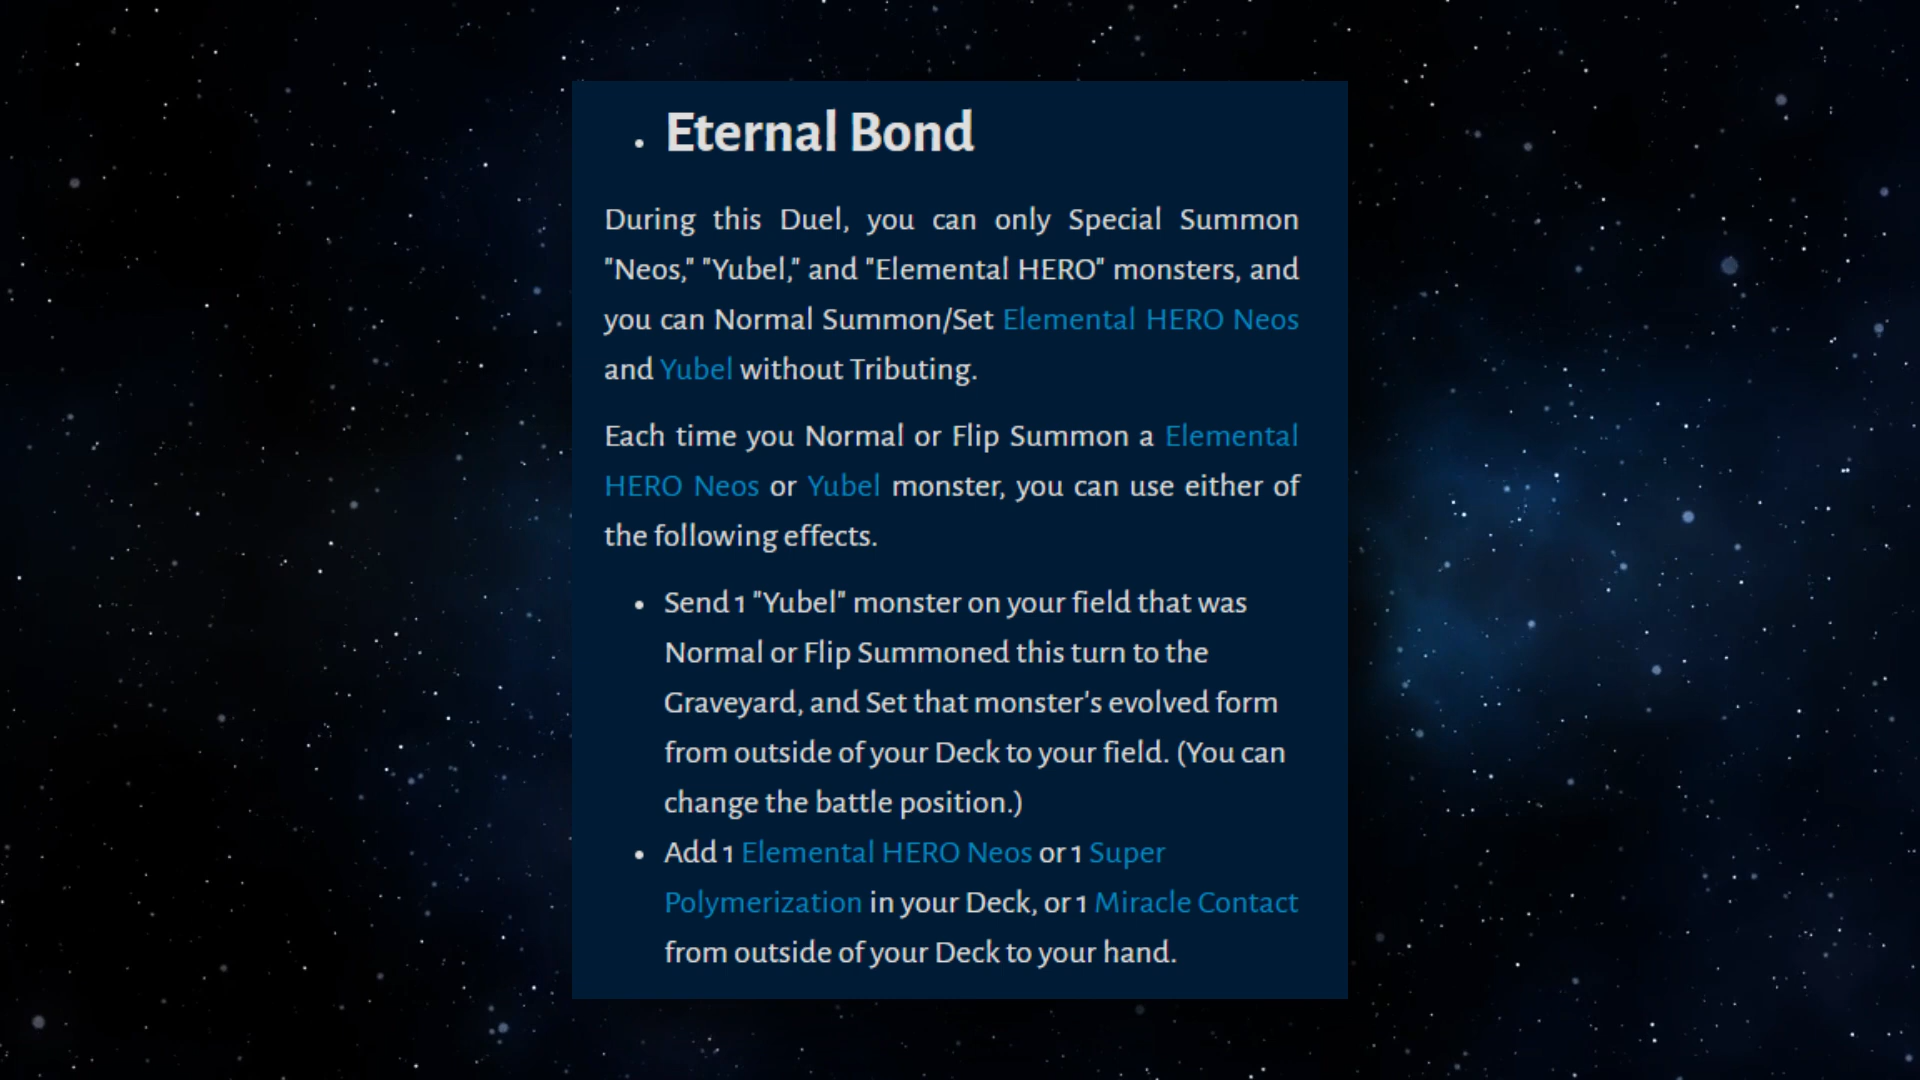 • Eternal Bond
During this Duel, you can only Special Summon
"Neos," "Yubel," and "Elemental HERO" monsters, and
you can Normal Summon/Set Elemental HERO Neos
and Yubel without Tributing.
Each time you Normal or Flip Summon a Elemental
HERO Neos or Yubel monster, you can use either of
the following effects.
• Send 1 "Yubel" monster on your field that was
Normal or Flip Summoned this turn to the
Graveyard, and Set that monster's evolved form
from outside of your Deck to your field. (You can
change the battle position.)
• Add 1 Elemental HERO Neos or 1 Super
Polymerization in your Deck, or 1 Miracle Contact
from outside of your Deck to your hand.